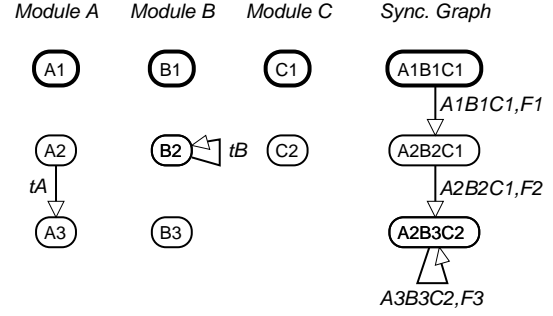 Module A Module B Module C Sync. Graph
A1 B1 C1 A1B1C1
A1B1C1,F1
A2 B2 tB C2 A2B2C1
tA A2B2C1,F2
A3 B3 A2B3C2
A3B3C2,F3